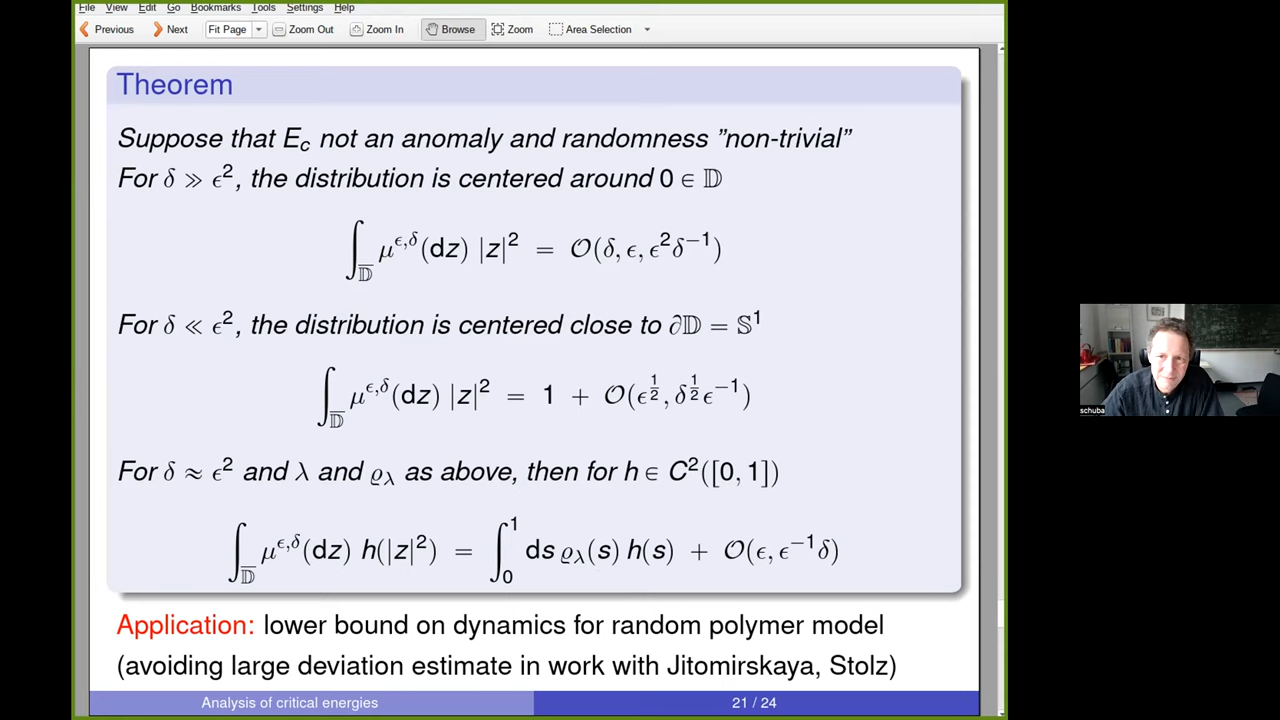 File Edit View Go Bookmarks Tools Settings Help
Previous Next Fit Page Zoom Out Zoom In Browse Zoom Area Selection
Theorem
Suppose that E_c not an anomaly and randomness ”non-trivial”
For δ ≫ ϵ², the distribution is centered around 0 ∈ 𝔻
∫_{\overline{𝔻}} μ^{ϵ,δ}(dz) |z|² = 𝒪(δ, ϵ, ϵ²δ⁻¹)
For δ ≪ ϵ², the distribution is centered close to ∂𝔻 = 𝕊¹
∫_{\overline{𝔻}} μ^{ϵ,δ}(dz) |z|² = 1 + 𝒪(ϵ^{1/2}, δ^{1/2}ϵ⁻¹)
For δ ≈ ϵ² and λ and ϱ_λ as above, then for h ∈ C²([0, 1])
∫_{\overline{𝔻}} μ^{ϵ,δ}(dz) h(|z|²) = ∫_0^1 ds ϱ_λ(s) h(s) + 𝒪(ϵ, ϵ⁻¹δ)
Application: lower bound on dynamics for random polymer model
(avoiding large deviation estimate in work with Jitomirskaya, Stolz)
Analysis of critical energies 21 / 24
schuba